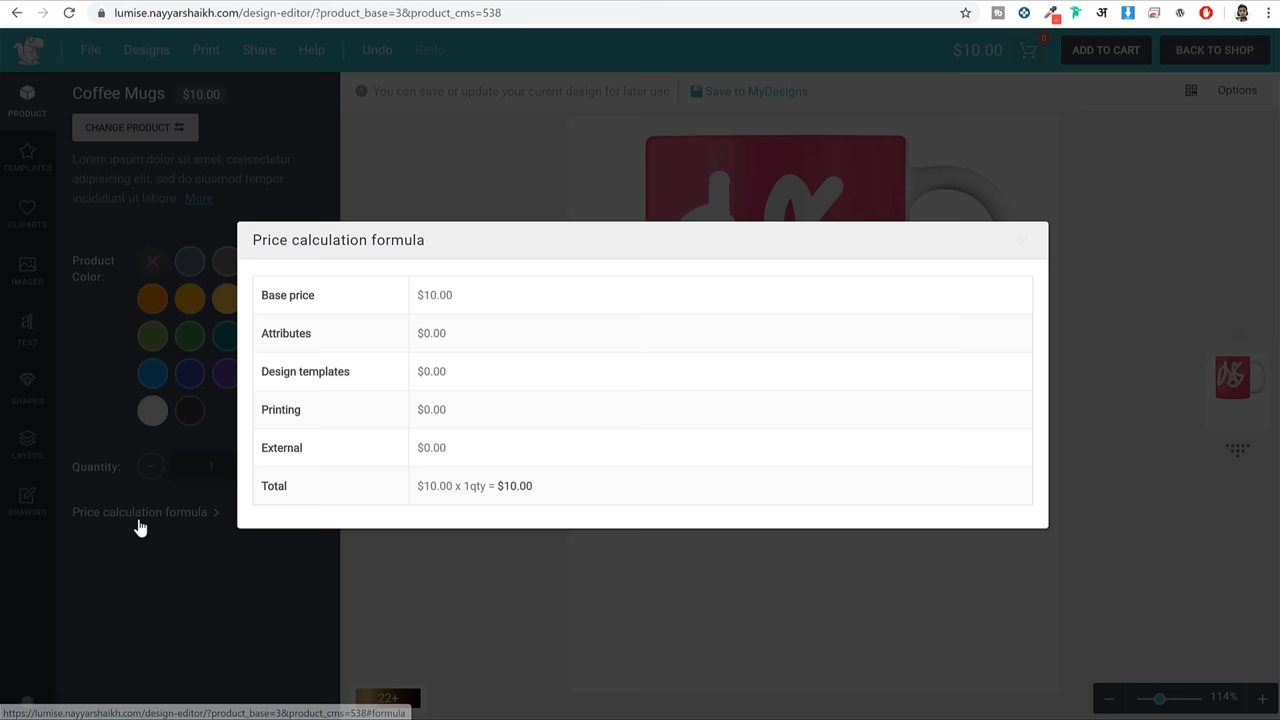 lumise.nayyarshaikh.com/design-editor/?product_base=3&product_cms=538
File Designs Print Share Help Undo Redo $10.00 0 ADD TO CART BACK TO SHOP
PRODUCT
TEMPLATES
CLIPARTS
IMAGES
TEXT
SHAPES
LAYERS
DRAWING
Coffee Mugs $10.00
CHANGE PRODUCT
Lorem ipsum dolor sit amet, consectetur
adipisicing elit, sed do eiusmod tempor
incididunt ut labore More
Product
Color:
Quantity: 1
Price calculation formula >
You can save or update your curent design for later use Save to MyDesigns
Options
Price calculation formula
Base price $10.00
Attributes $0.00
Design templates $0.00
Printing $0.00
External $0.00
Total $10.00 x 1qty = $10.00
22+
114%
https://lumise.nayyarshaikh.com/design-editor/?product_base=3&product_cms=538#formula